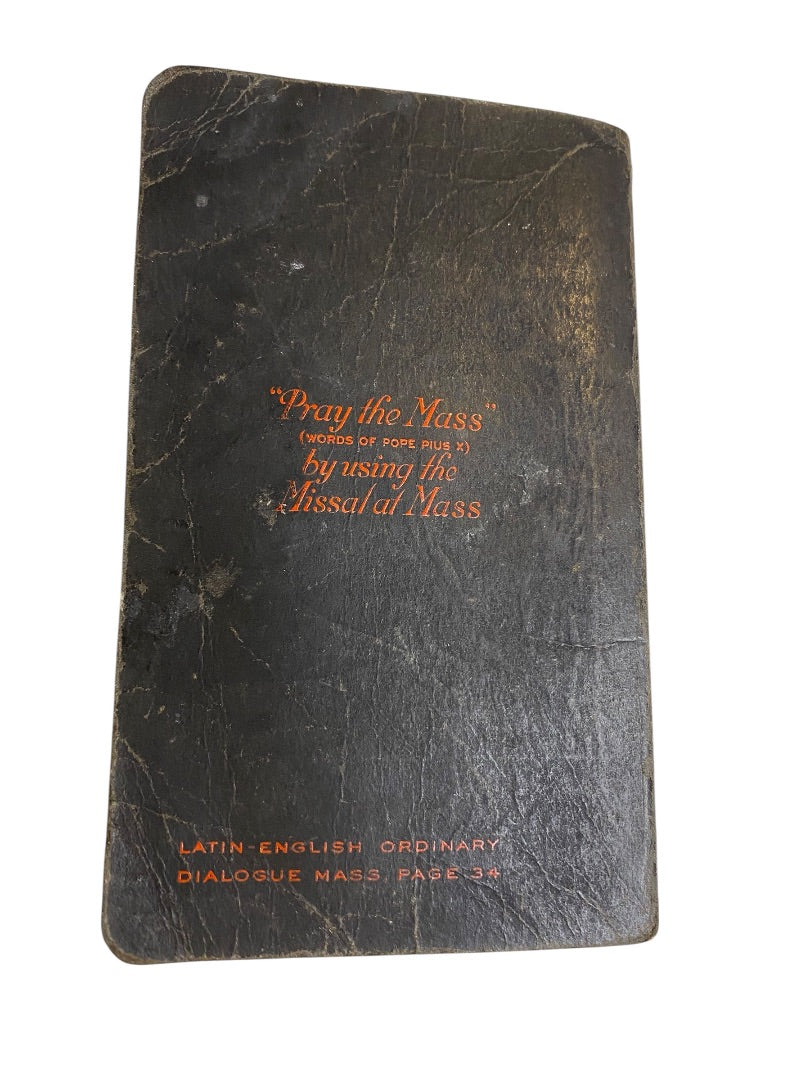 "Pray the Mass"
(WORDS OF POPE PIUS X)
by using the
Missal at Mass
LATIN-ENGLISH ORDINARY
DIALOGUE MASS, PAGE 34